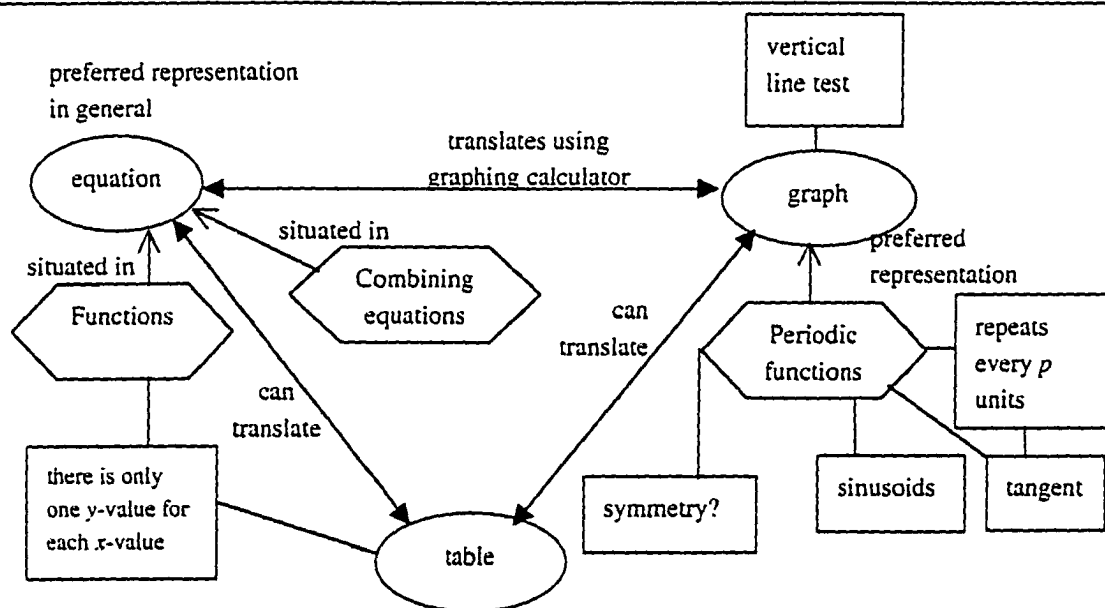 vertical
line test
preferred representation
in general
translates using
graphing calculator
equation
graph
situated in
preferred
representation
situated in
Combining
equations
Functions
can
translate
Periodic
functions
repeats
every p
units
can
translate
there is only
one y-value for
each x-value
symmetry?
sinusoids
tangent
table